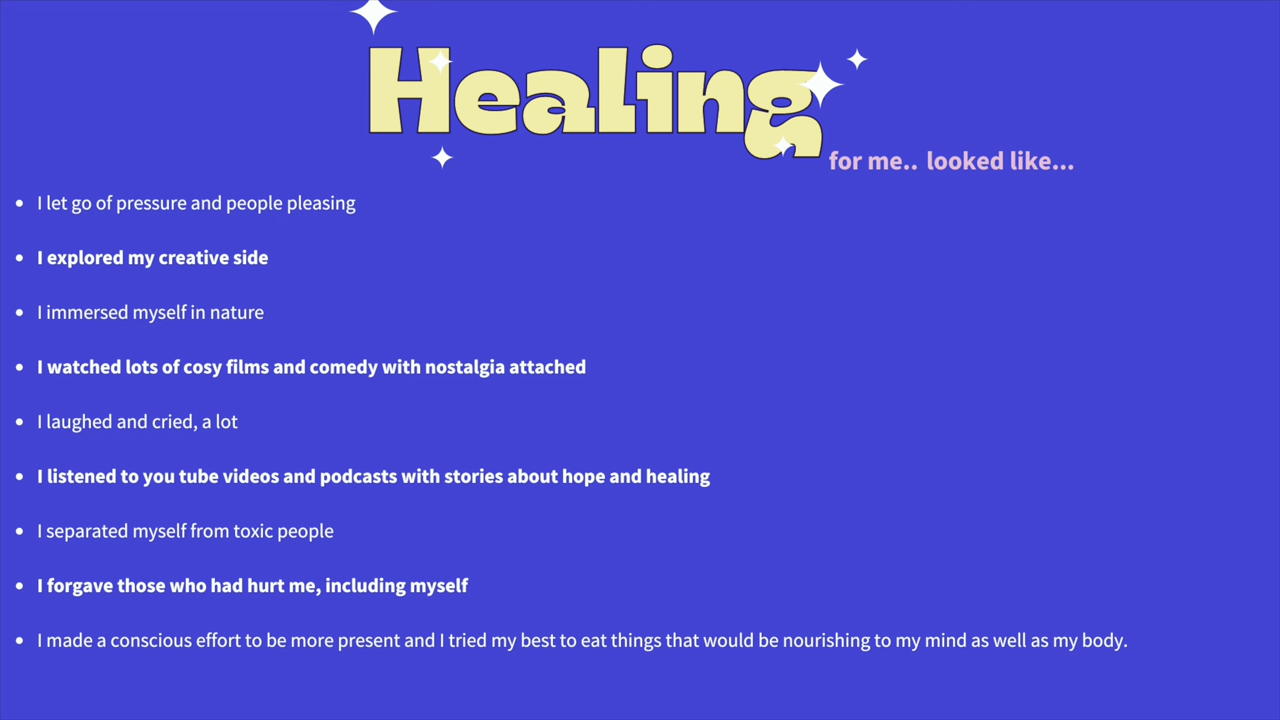 Healing
for me.. looked like...
• I let go of pressure and people pleasing
• I explored my creative side
• I immersed myself in nature
• I watched lots of cosy films and comedy with nostalgia attached
• I laughed and cried, a lot
• I listened to you tube videos and podcasts with stories about hope and healing
• I separated myself from toxic people
• I forgave those who had hurt me, including myself
• I made a conscious effort to be more present and I tried my best to eat things that would be nourishing to my mind as well as my body.